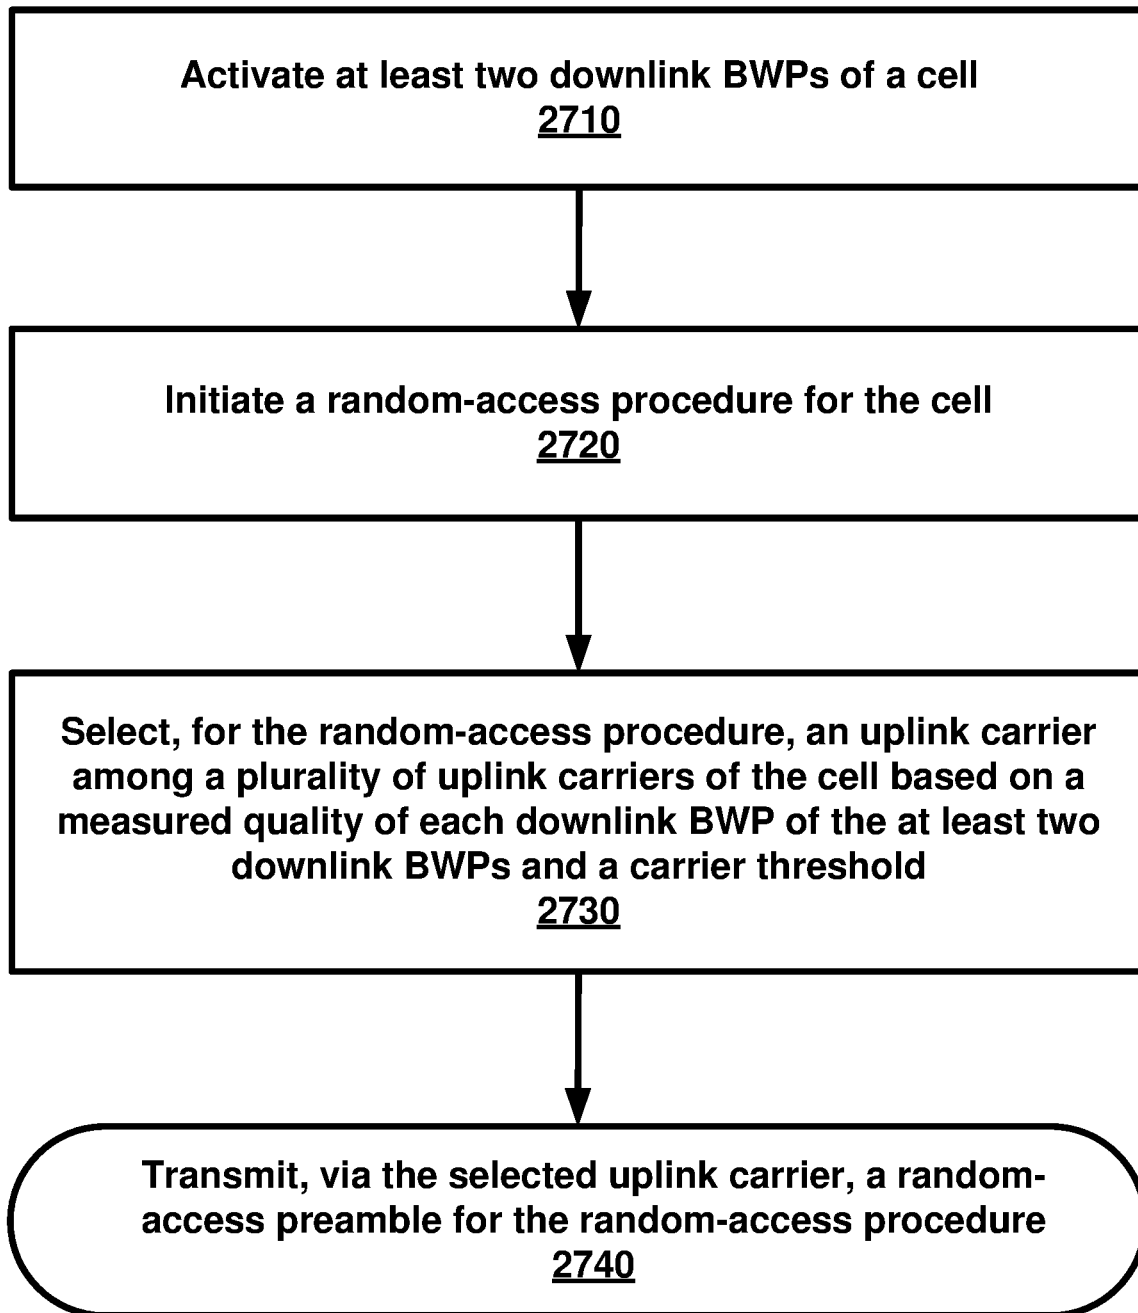 Activate at least two downlink BWPs of a cell
2710
Initiate a random-access procedure for the cell
2720
Select, for the random-access procedure, an uplink carrier
among a plurality of uplink carriers of the cell based on a
measured quality of each downlink BWP of the at least two
downlink BWPs and a carrier threshold
2730
Transmit, via the selected uplink carrier, a random-
access preamble for the random-access procedure
2740